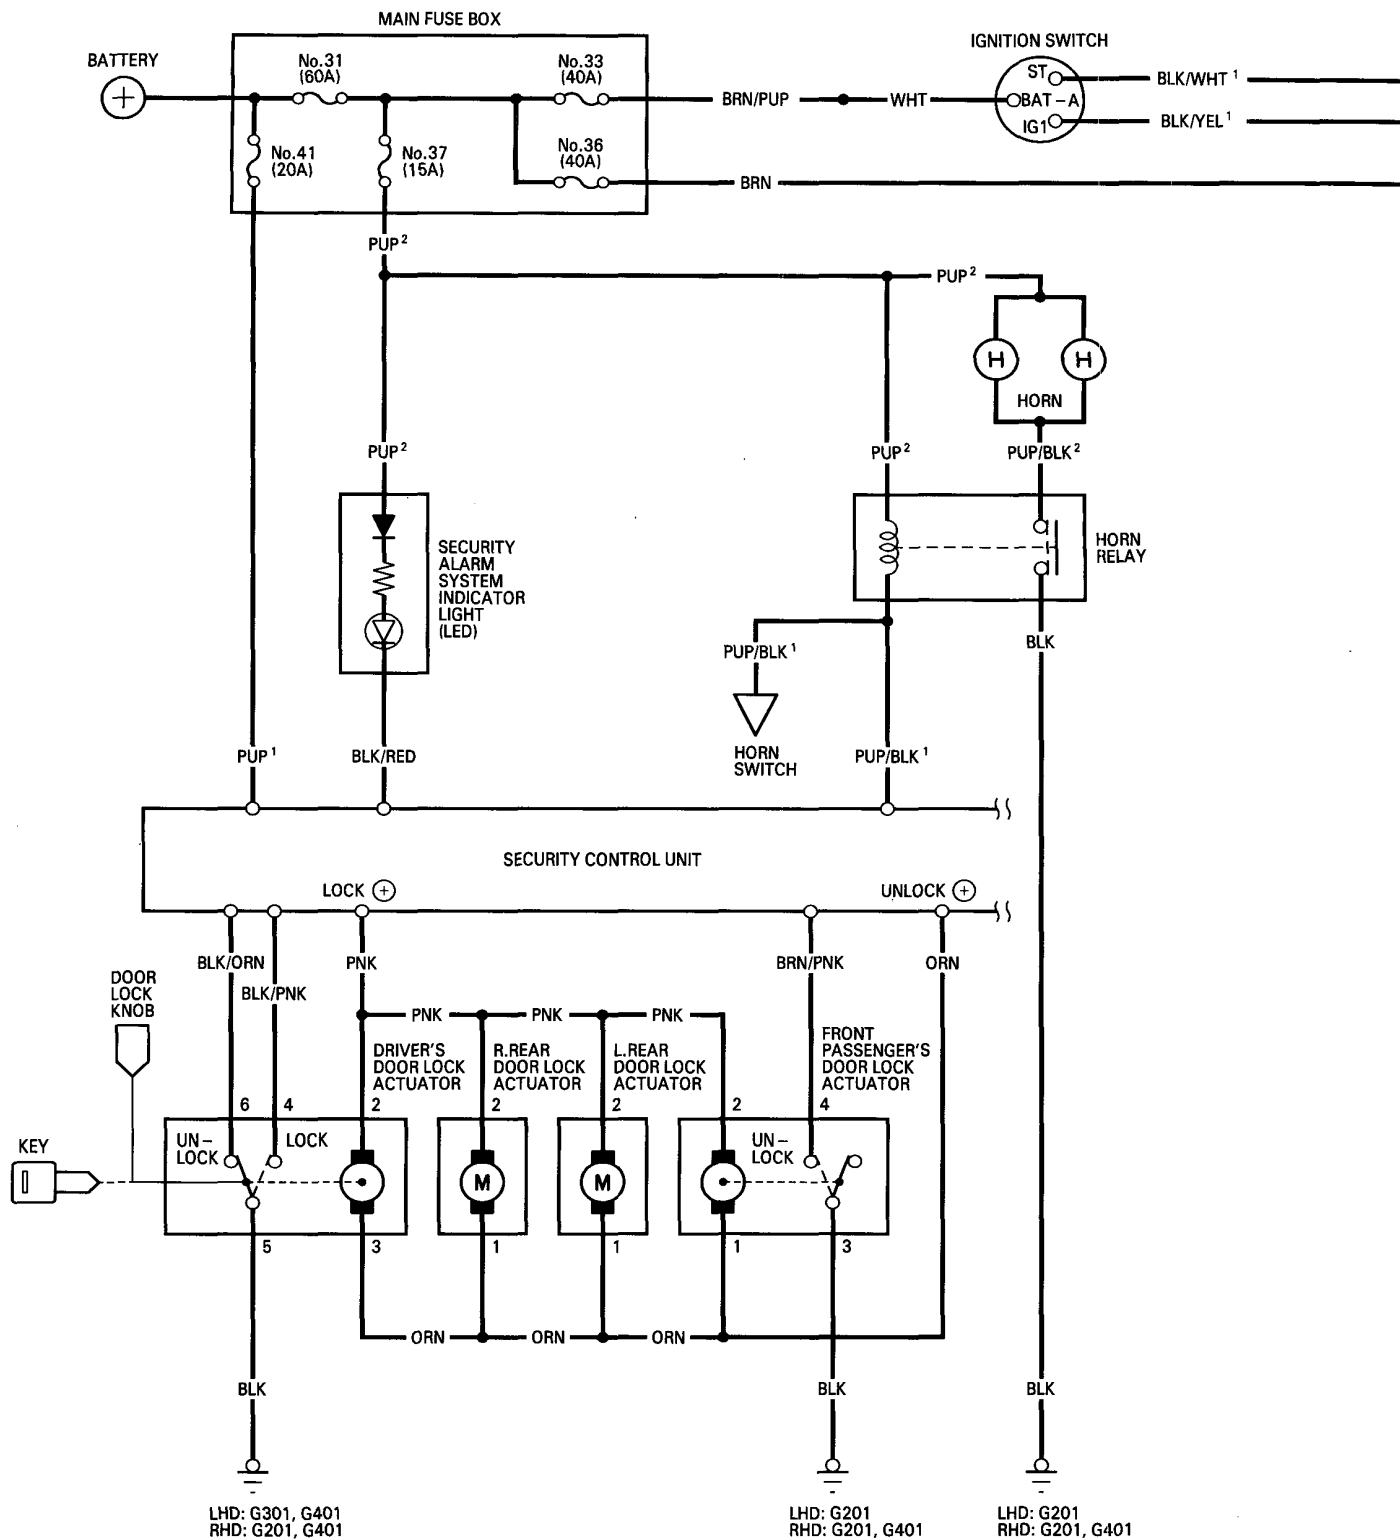 MAIN FUSE BOX
BATTERY
+
No.31
(60A)
No.33
(40A)
IGNITION SWITCH
ST
BAT-A
IG1
BLK/WHT 1
BRN/PUP
WHT
BLK/YEL 1
No.41
(20A)
No.37
(15A)
No.36
(40A)
BRN
PUP 2
PUP 2
H
H
HORN
PUP 2
PUP 2
PUP/BLK 2
SECURITY
ALARM
SYSTEM
INDICATOR
LIGHT
(LED)
HORN
RELAY
BLK
PUP/BLK 1
HORN
SWITCH
PUP 1
BLK/RED
PUP/BLK 1
SECURITY CONTROL UNIT
LOCK +
UNLOCK +
BLK/ORN
BLK/PNK
PNK
BRN/PNK
ORN
DOOR
LOCK
KNOB
PNK
PNK
PNK
DRIVER'S
DOOR LOCK
ACTUATOR
R.REAR
DOOR LOCK
ACTUATOR
L.REAR
DOOR LOCK
ACTUATOR
FRONT
PASSENGER'S
DOOR LOCK
ACTUATOR
6
4
2
2
2
2
4
KEY
UN-
LOCK
LOCK
M
M
UN-
LOCK
5
3
1
1
1
3
ORN
ORN
ORN
BLK
BLK
BLK
LHD: G301, G401
RHD: G201, G401
LHD: G201
RHD: G201, G401
LHD: G201
RHD: G201, G401